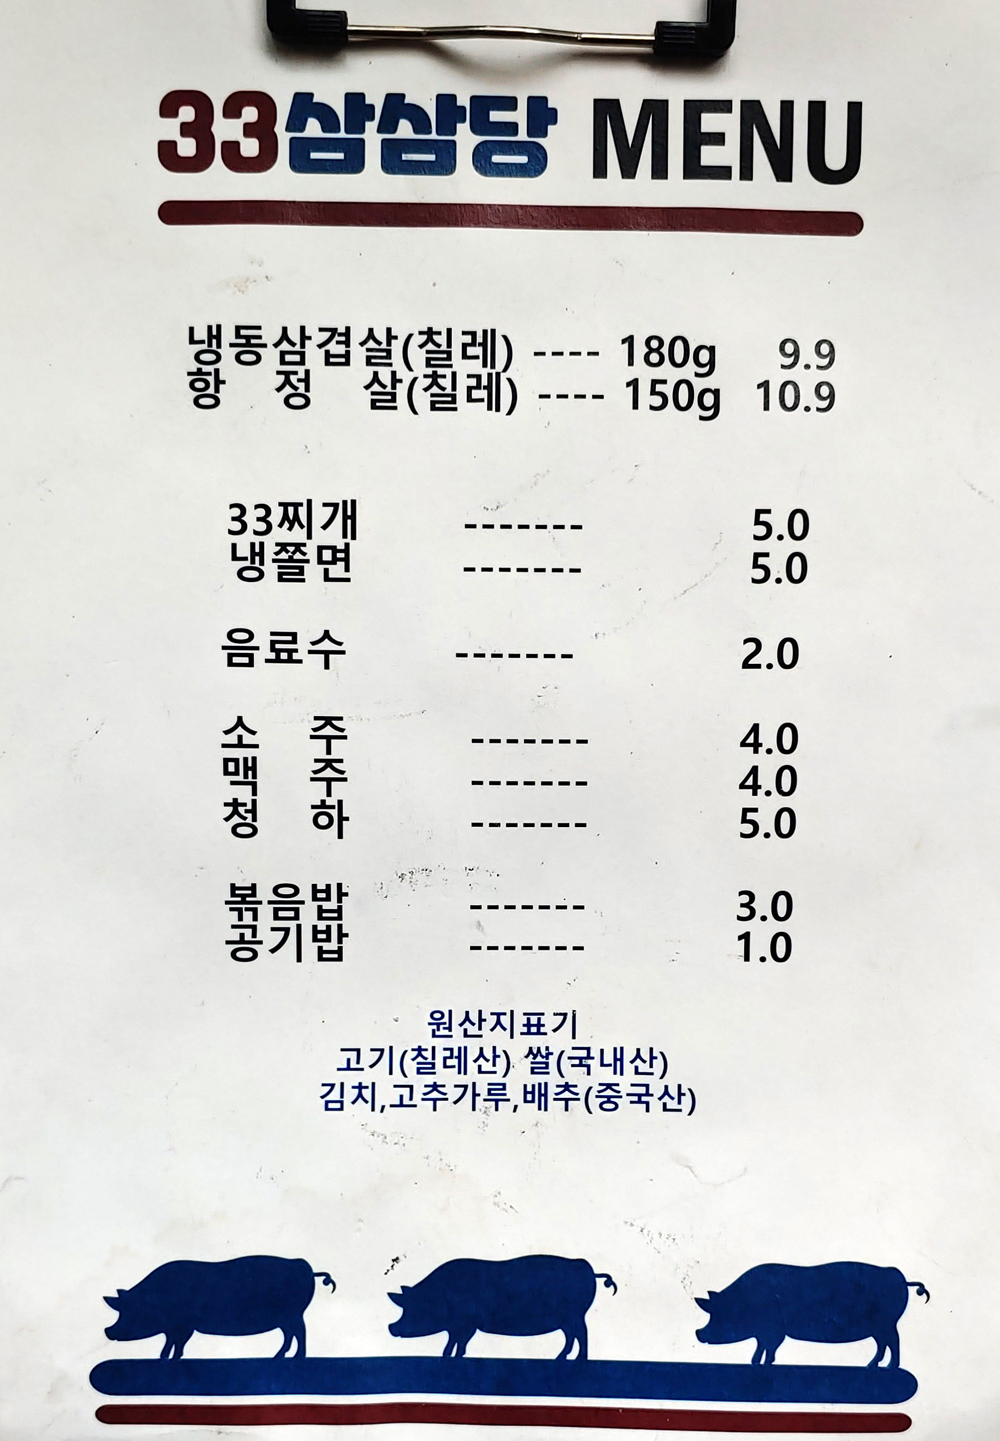 33삼삼당 MENU
냉동삼겹살(칠레) ---- 180g 9.9
항 정 살(칠레) ---- 150g 10.9
33찌개 ------- 5.0
냉쫄면 ------- 5.0
음료수 ------- 2.0
소 주 ------- 4.0
맥 주 ------- 4.0
청 하 ------- 5.0
볶음밥 ------- 3.0
공기밥 ------- 1.0
원산지표기
고기(칠레산) 쌀(국내산)
김치,고추가루,배추(중국산)